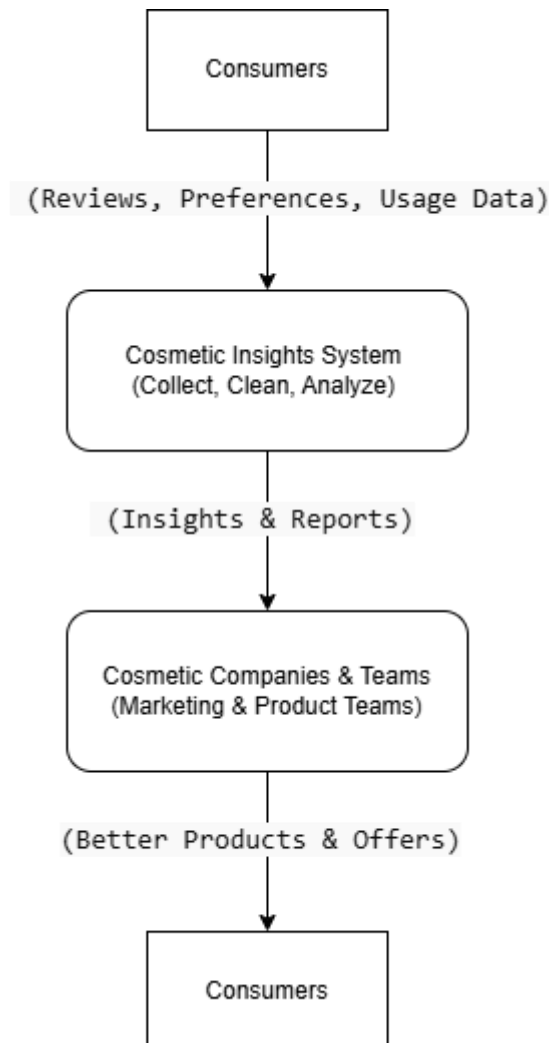 Consumers
(Reviews, Preferences, Usage Data)
Cosmetic Insights System
(Collect, Clean, Analyze)
(Insights & Reports)
Cosmetic Companies & Teams
(Marketing & Product Teams)
(Better Products & Offers)
Consumers